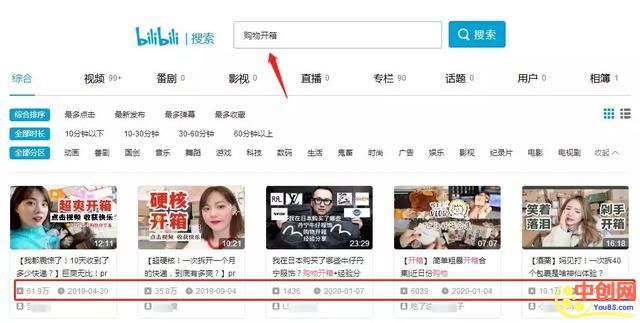 bilibili | 搜索
购物开箱
搜索
综合 视频 99+ 番剧 0 影视 0 直播 0 专栏 90 话题 0 用户 0 相簿 1
综合排序 最多点击 最新发布 最多弹幕 最多收藏
全部时长 10分钟以下 10-30分钟 30-60分钟 60分钟以上
全部分区 动画 番剧 国创 音乐 舞蹈 游戏 科技 数码 生活 鬼畜 时尚 广告 娱乐 影视 纪录片 电影 电视剧 收起
超爽开箱
点击视频 收获快乐
12:11
硬核
开箱
点击视频 收获快乐
10:21
我在日本购买了哪些
丹宁牛仔服饰
购物开箱
经验分享
23:29
开箱
07:07
笑着
落泪
剁手
开箱
16:18
【我都震惊了！10天收到了
多少快递？】巨爽无比！pr
61.9万 2019-04-30
【超硬核！一次拆开一个月
的快递，到底有多爽？】pr
35.8万 2019-09-04
我在日本购买了哪些牛仔丹
宁服饰？购物开箱+经验分
1436 2020-01-07
【开箱】 简单粗暴开箱合
集|近日份购物
6039 2020-01-04
【酒栗】妈见打！一次拆40
个包裹是啥神仙体验？
19.1万
中创网
You85.com